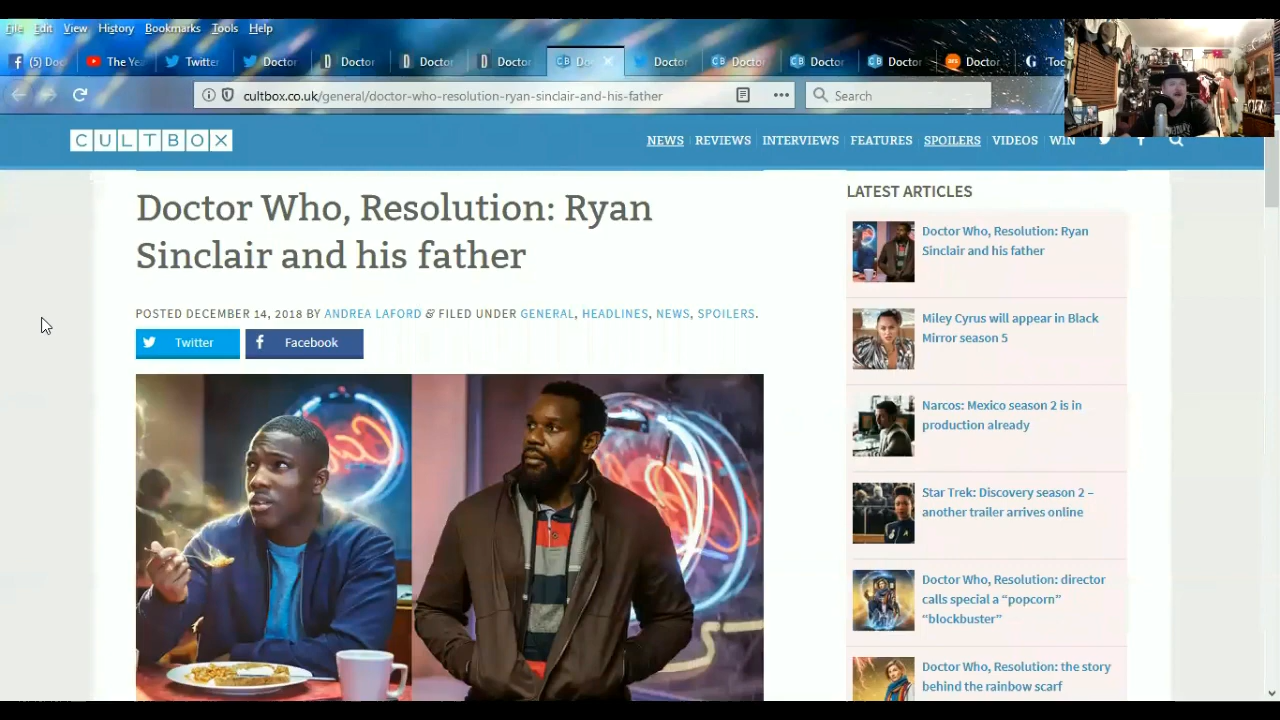 File Edit View History Bookmarks Tools Help
(5) Doc The Ye Twitter Doctor Doctor Doctor Doctor Do Doctor Doctor Doctor Doctor Doctor Toc
cultbox.co.uk/general/doctor-who-resolution-ryan-sinclair-and-his-father
Search
CULTBOX
NEWS REVIEWS INTERVIEWS FEATURES SPOILERS VIDEOS WIN
Doctor Who, Resolution: Ryan
Sinclair and his father
POSTED DECEMBER 14, 2018 BY ANDREA LAFORD & FILED UNDER GENERAL, HEADLINES, NEWS, SPOILERS.
Twitter Facebook
LATEST ARTICLES
Doctor Who, Resolution: Ryan
Sinclair and his father
Miley Cyrus will appear in Black
Mirror season 5
Narcos: Mexico season 2 is in
production already
Star Trek: Discovery season 2 –
another trailer arrives online
Doctor Who, Resolution: director
calls special a “popcorn”
“blockbuster”
Doctor Who, Resolution: the story
behind the rainbow scarf